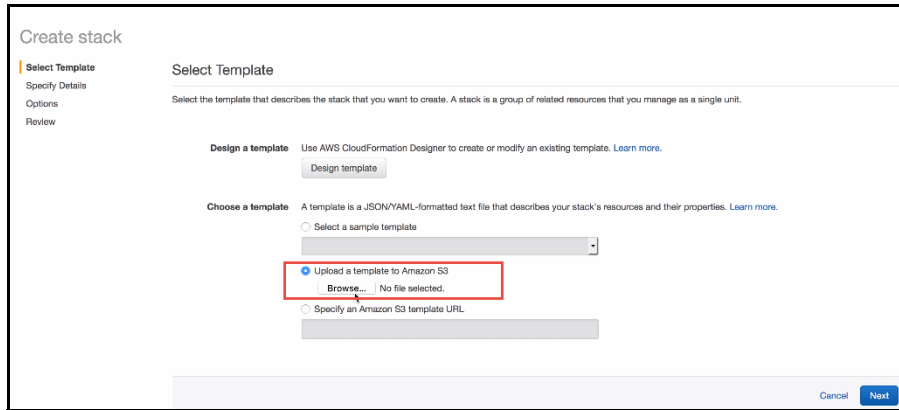 Create stack
Select Template
Specify Details
Options
Review
Select Template
Select the template that describes the stack that you want to create. A stack is a group of related resources that you manage as a single unit.
Design a template Use AWS CloudFormation Designer to create or modify an existing template. Learn more.
Design template
Choose a template A template is a JSON/YAML-formatted text file that describes your stack's resources and their properties. Learn more.
Select a sample template
Upload a template to Amazon S3
Browse... No file selected.
Specify an Amazon S3 template URL
Cancel Next